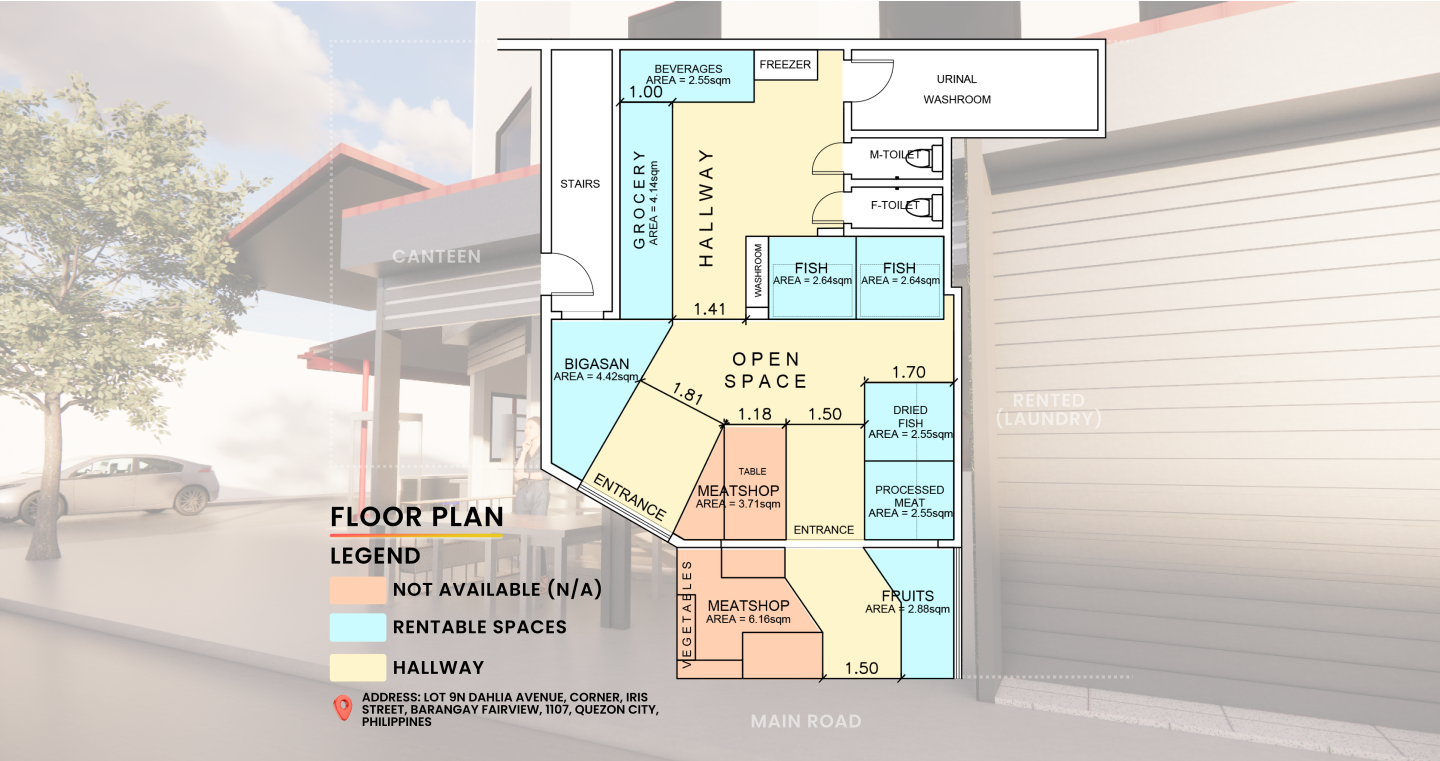 BEVERAGES
AREA = 2.55sqm
1.00
FREEZER
URINAL
WASHROOM
M-TOILET
F-TOILET
STAIRS
GROCERY
AREA = 4.14sqm
HALLWAY
WASHROOM
FISH
AREA = 2.64sqm
FISH
AREA = 2.64sqm
CANTEEN
1.41
BIGASAN
AREA = 4.42sqm
OPEN
SPACE
1.81
1.18
1.50
1.70
DRIED
FISH
AREA = 2.55sqm
RENTED
(LAUNDRY)
TABLE
MEATSHOP
AREA = 3.71sqm
PROCESSED
MEAT
AREA = 2.55sqm
ENTRANCE
ENTRANCE
VEGETABLES
MEATSHOP
AREA = 6.16sqm
FRUITS
AREA = 2.88sqm
1.50
MAIN ROAD
FLOOR PLAN
LEGEND
NOT AVAILABLE (N/A)
RENTABLE SPACES
HALLWAY
ADDRESS: LOT 9N DAHLIA AVENUE, CORNER, IRIS
STREET, BARANGAY FAIRVIEW, 1107, QUEZON CITY,
PHILIPPINES